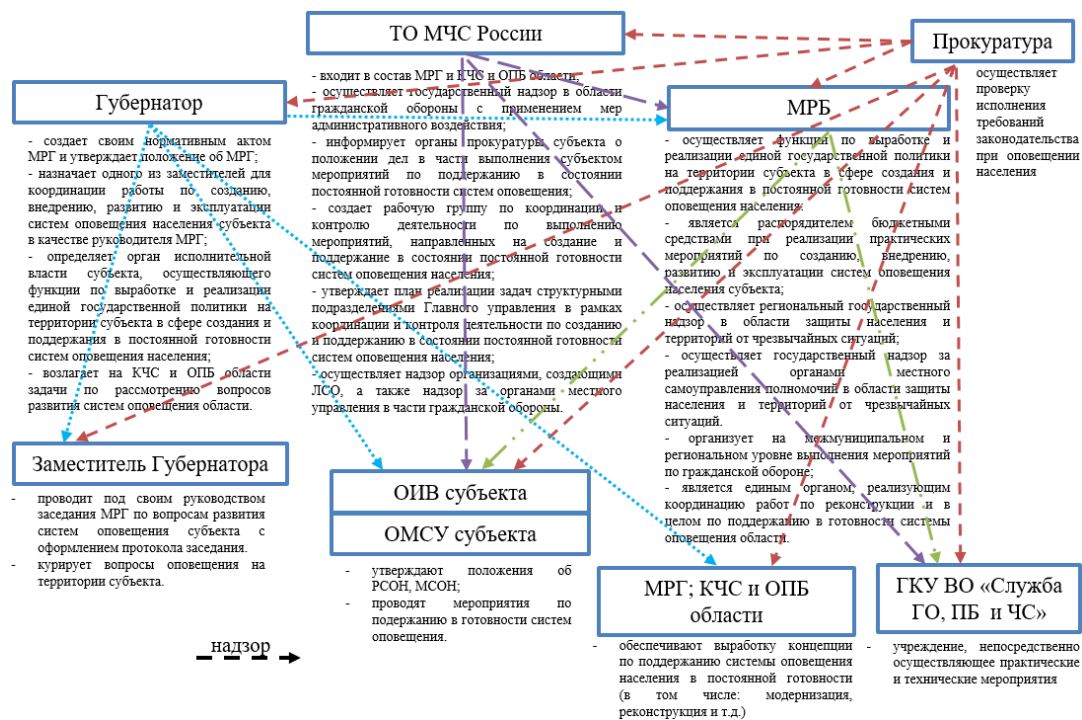 ТО МЧС России
Прокуратура
осуществляет
проверку
исполнения
требований
законодательства
при оповещении
населения
Губернатор
- создает своим нормативным актом
МРГ и утверждает положение об МРГ;
- назначает одного из заместителей для
координации работы по созданию,
внедрению, развитию и эксплуатации
систем оповещения населения субъекта
в качестве руководителя МРГ;
- определяет орган исполнительной
власти субъекта, осуществляющего
функции по выработке и реализации
единой государственной политики на
территории субъекта в сфере создания и
поддержания в постоянной готовности
систем оповещения населения;
- возлагает на КЧС и ОПБ области
задачи по рассмотрению вопросов
развития систем оповещения области.
- входит в состав МРГ и КЧС и ОПБ области;
- осуществляет государственный надзор в области
гражданской обороны с применением мер
административного воздействия;
- информирует органы прокуратуры субъекта о
положении дел в части выполнения субъектом
мероприятий по поддержанию в состоянии
постоянной готовности систем оповещения;
- создает рабочую группу по координации и
контролю деятельности по выполнению
мероприятий, направленных на создание и
поддержание в состоянии постоянной готовности
систем оповещения населения;
- утверждает план реализации задач структурными
подразделениями Главного управления в рамках
координации и контроля деятельности по созданию
и поддержанию в состоянии постоянной готовности
систем оповещения населения;
- осуществляет надзор организациями, создающими
ЛСО, а также надзор за органами местного
управления в части гражданской обороны.
МРБ
- осуществляет функции по выработке и
реализации единой государственной политики
на территории субъекта в сфере создания и
поддержания в постоянной готовности систем
оповещения населения;
- является распорядителем бюджетными
средствами при реализации практических
мероприятий по созданию, внедрению,
развитию и эксплуатации систем оповещения
населения субъекта;
- осуществляет региональный государственный
надзор в области защиты населения и
территорий от чрезвычайных ситуаций;
- осуществляет государственный надзор за
реализацией органами местного
самоуправления полномочий в области защиты
населения и территорий от чрезвычайных
ситуаций.
- организует на межмуниципальном и
региональном уровне выполнения мероприятий
по гражданской обороне;
- является единым органом, реализующим
координацию работ по реконструкции и в
целом по поддержанию в готовности системы
оповещения области.
Заместитель Губернатора
- проводит под своим руководством
заседания МРГ по вопросам развития
систем оповещения субъекта с
оформлением протокола заседания.
- курирует вопросы оповещения на
территории субъекта.
ОИВ субъекта
ОМСУ субъекта
- утверждают положения об
РСОН, МСОН;
- проводят мероприятия по
подержанию в готовности систем
оповещения.
МРГ; КЧС и ОПБ
области
- обеспечивают выработку концепции
по поддержанию системы оповещения
населения в постоянной готовности
(в том числе: модернизация,
реконструкция и т.д.)
ГКУ ВО «Служба
ГО, ПБ и ЧС»
- учреждение, непосредственно
осуществляющее практические
и технические мероприятия
надзор